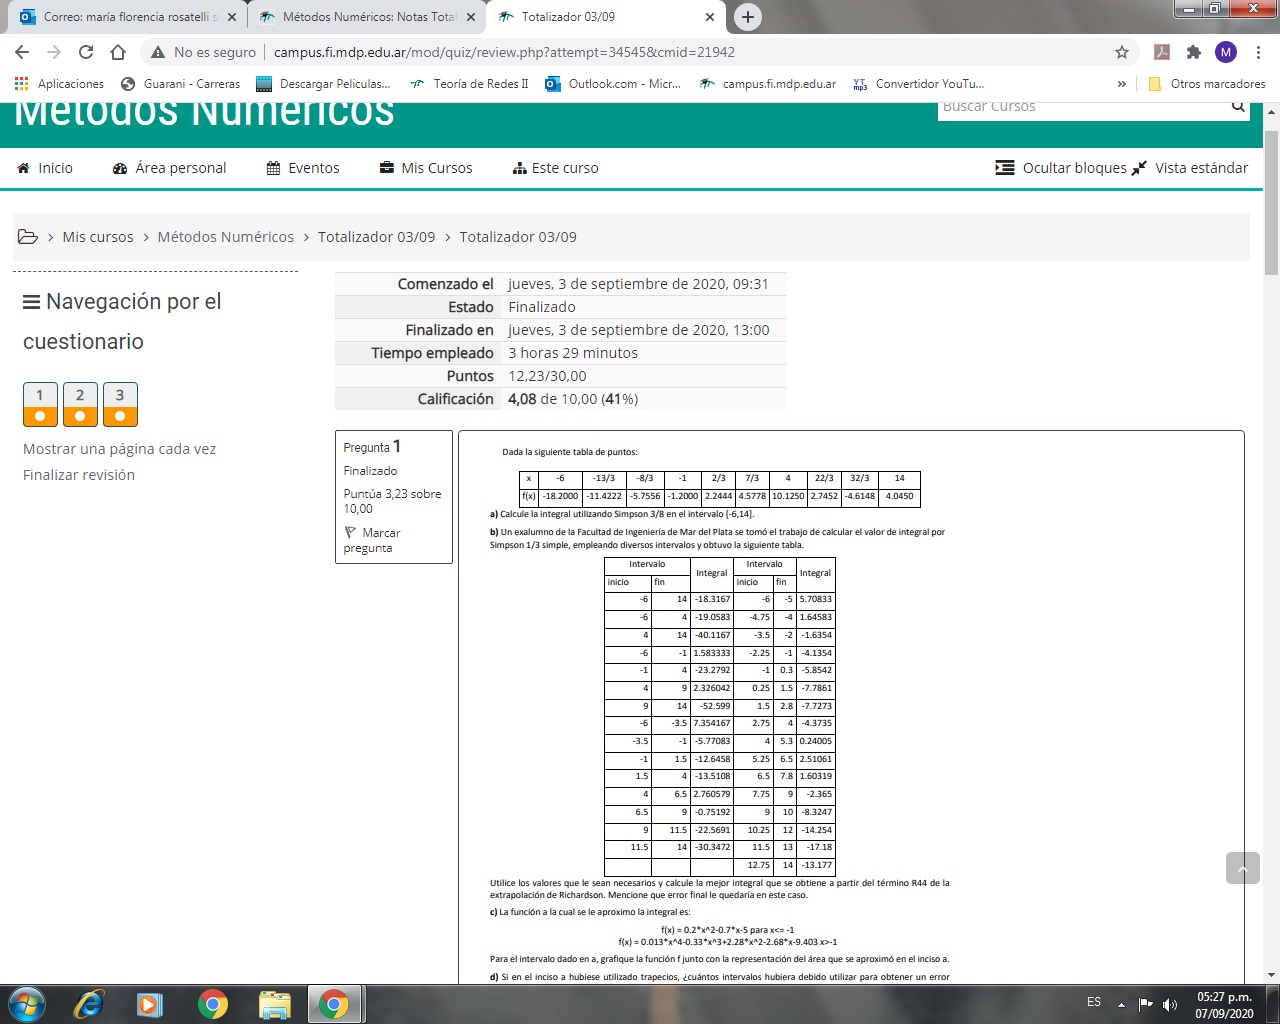 Correo: maría florencia rosatelli s
Métodos Numéricos: Notas Total
Totalizador 03/09
No es seguro | campus.fi.mdp.edu.ar/mod/quiz/review.php?attempt=34545&cmid=21942
M
Aplicaciones Guarani - Carreras Descargar Peliculas... Teoría de Redes II Outlook.com - Micr... campus.fi.mdp.edu.ar Convertidor YouTu... » Otros marcadores
Métodos Numéricos
Buscar Cursos
Inicio Área personal Eventos Mis Cursos Este curso Ocultar bloques Vista estándar
Mis cursos > Métodos Numéricos > Totalizador 03/09 > Totalizador 03/09
Navegación por el
cuestionario
1 2 3
Mostrar una página cada vez
Finalizar revisión
Comenzado el jueves, 3 de septiembre de 2020, 09:31
Estado Finalizado
Finalizado en jueves, 3 de septiembre de 2020, 13:00
Tiempo empleado 3 horas 29 minutos
Puntos 12,23/30,00
Calificación 4,08 de 10,00 (41%)
Pregunta 1
Finalizado
Puntúa 3,23 sobre
10,00
Marcar
pregunta
Dada la siguiente tabla de puntos:
x -6 -13/3 -8/3 -1 2/3 7/3 4 22/3 32/3 14
f(x) -18.2000 -11.4222 -5.7556 -1.2000 2.2444 4.5778 10.1250 2.7452 -4.6148 4.0450
a) Calcule la integral utilizando Simpson 3/8 en el intervalo [-6,14].
b) Un exalumno de la Facultad de Ingeniería de Mar del Plata se tomó el trabajo de calcular el valor de integral por
Simpson 1/3 simple, empleando diversos intervalos y obtuvo la siguiente tabla.
Intervalo Integral Intervalo Integral
inicio fin inicio fin
-6 14 -18.3167 -6 -5 5.70833
-6 4 -19.0583 -4.75 -4 1.64583
4 14 -40.1167 -3.5 -2 -1.6354
-6 -1 1.583333 -2.25 -1 -4.1354
-1 4 -23.2792 -1 0.3 -5.8542
4 9 2.326042 0.25 1.5 -7.7861
9 14 -52.599 1.5 2.8 -7.7273
-6 -3.5 7.354167 2.75 4 -4.3735
-3.5 -1 -5.77083 4 5.3 0.24005
-1 1.5 -12.6458 5.25 6.5 2.51061
1.5 4 -13.5108 6.5 7.8 1.60319
4 6.5 2.760579 7.75 9 -2.365
6.5 9 -0.75192 9 10 -8.3247
9 11.5 -22.5691 10.25 12 -14.254
11.5 14 -30.3472 11.5 13 -17.18
12.75 14 -13.177
Utilice los valores que le sean necesarios y calcule la mejor integral que se obtiene a partir del término R44 de la
extrapolación de Richardson. Mencione que error final le quedaría en este caso.
c) La función a la cual se le aproximo la integral es:
f(x) = 0.2*x^2-0.7*x-5 para x<= -1
f(x) = 0.013*x^4-0.33*x^3+2.28*x^2-2.68*x-9.403 x>-1
Para el intervalo dado en a, grafique la función f junto con la representación del área que se aproximó en el inciso a.
d) Si en el inciso a hubiese utilizado trapecios, ¿cuántos intervalos hubiera debido utilizar para obtener un error
ES
05:27 p.m.
07/09/2020